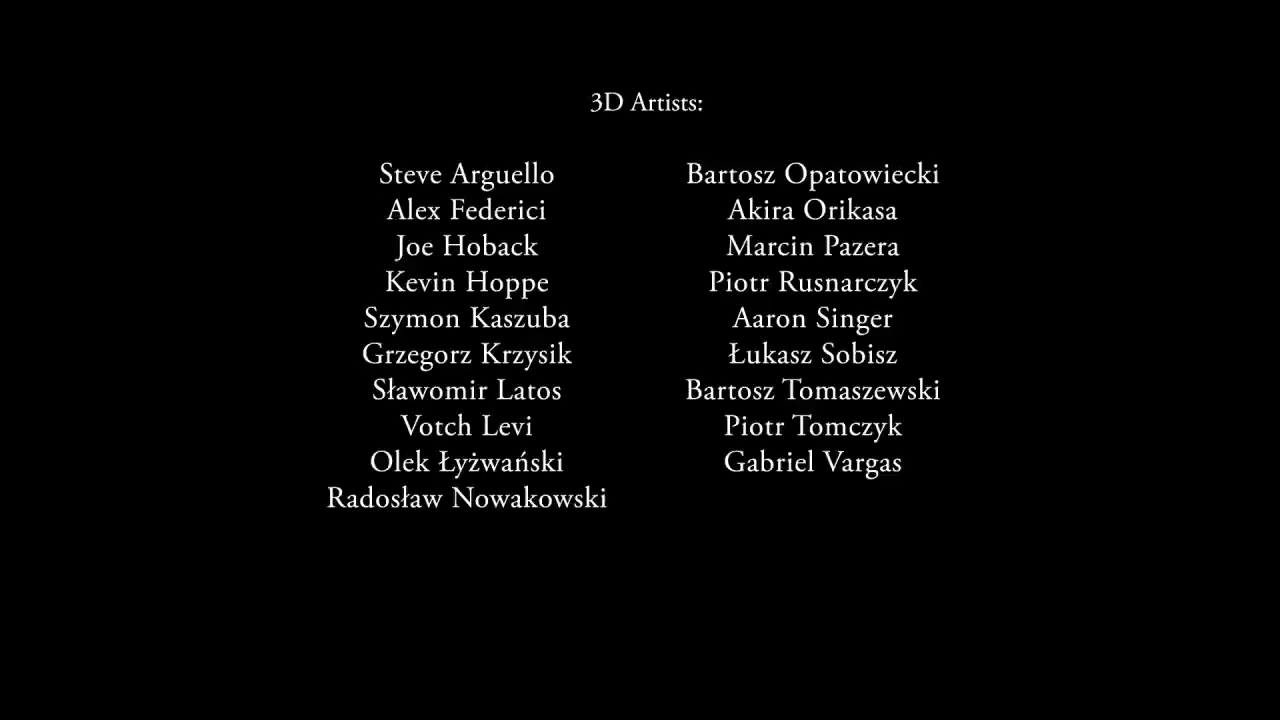 3D Artists:
Steve Arguello
Alex Federici
Joe Hoback
Kevin Hoppe
Szymon Kaszuba
Grzegorz Krzysik
Sławomir Latos
Votch Levi
Olek Łyżwański
Radosław Nowakowski
Bartosz Opatowiecki
Akira Orikasa
Marcin Pazera
Piotr Rusnarczyk
Aaron Singer
Łukasz Sobisz
Bartosz Tomaszewski
Piotr Tomczyk
Gabriel Vargas